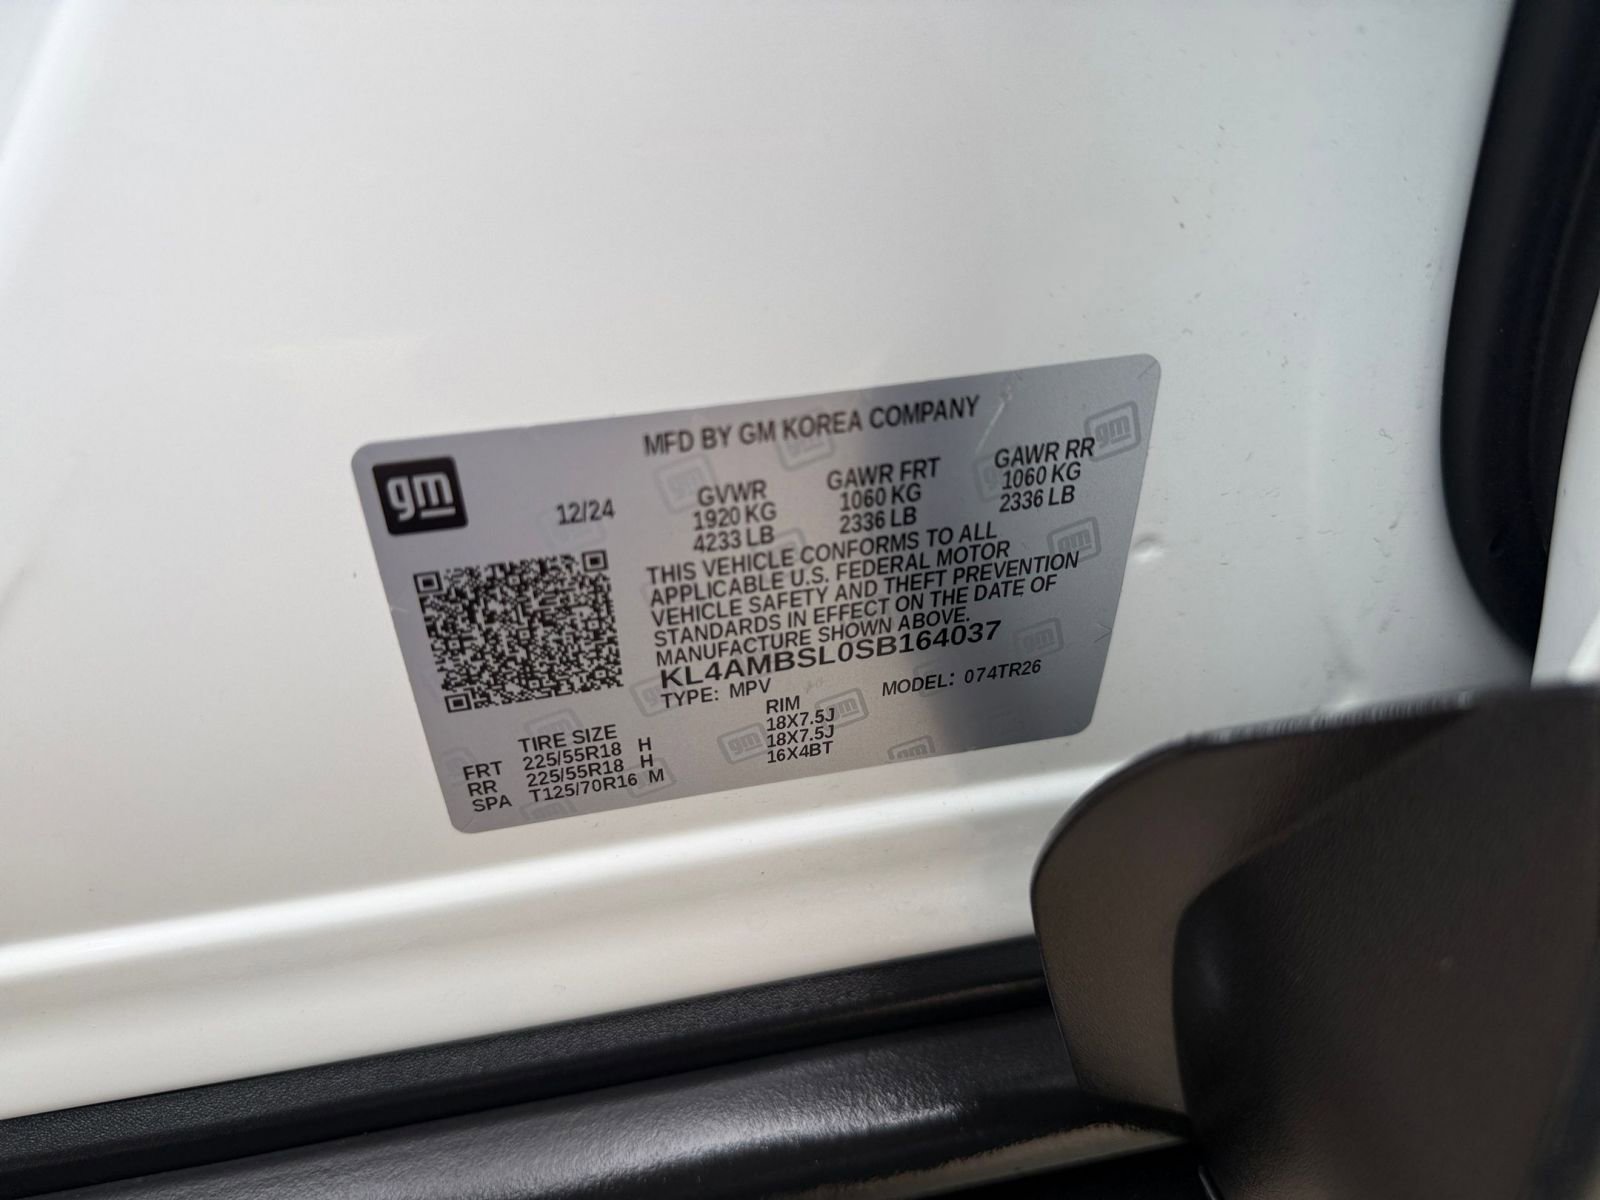 MFD BY GM KOREA COMPANY
gm
12/24
GVWR
1920 KG
4233 LB
GAWR FRT
1060 KG
2336 LB
GAWR RR
1060 KG
2336 LB
THIS VEHICLE CONFORMS TO ALL
APPLICABLE U.S. FEDERAL MOTOR
VEHICLE SAFETY AND THEFT PREVENTION
STANDARDS IN EFFECT ON THE DATE OF
MANUFACTURE SHOWN ABOVE.
KL4AMBSL0SB164037
TYPE: MPV
MODEL: 074TR26
TIRE SIZE
RIM
FRT 225/55R18 H 18X7.5J
RR 225/55R18 H 18X7.5J
SPA T125/70R16 M 16X4BT